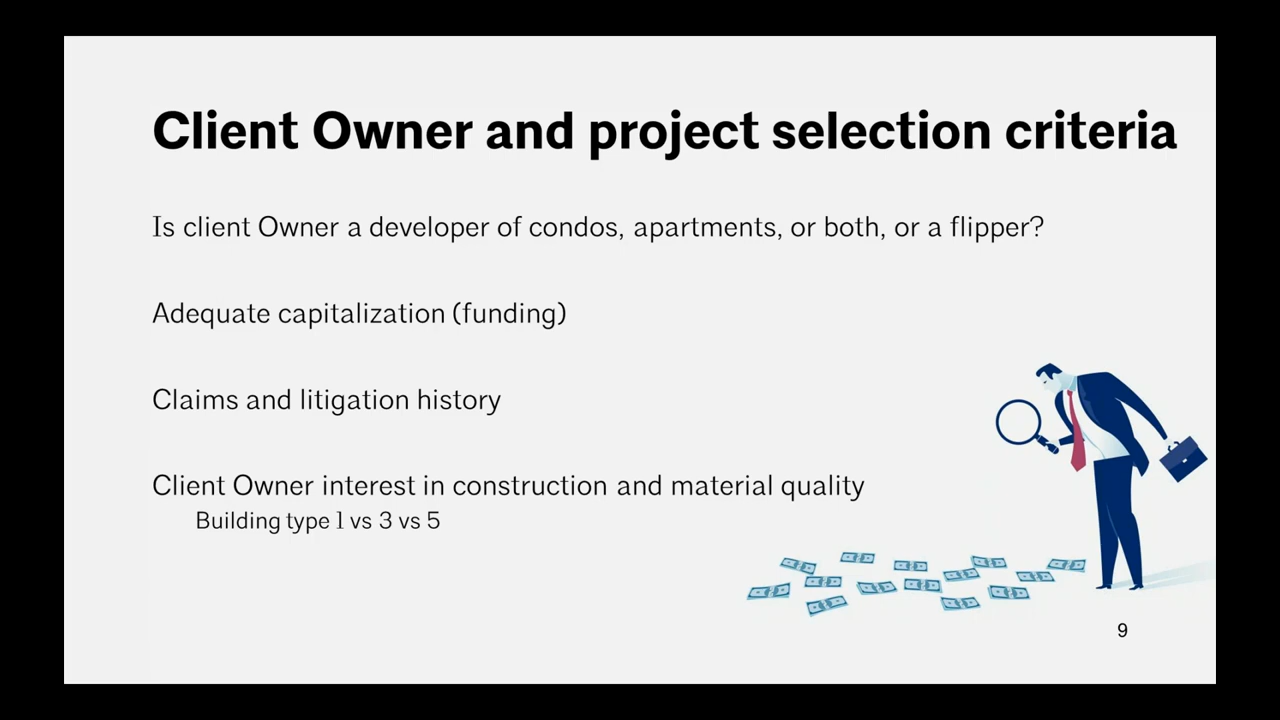 Client Owner and project selection criteria
Is client Owner a developer of condos, apartments, or both, or a flipper?
Adequate capitalization (funding)
Claims and litigation history
Client Owner interest in construction and material quality
Building type 1 vs 3 vs 5
9